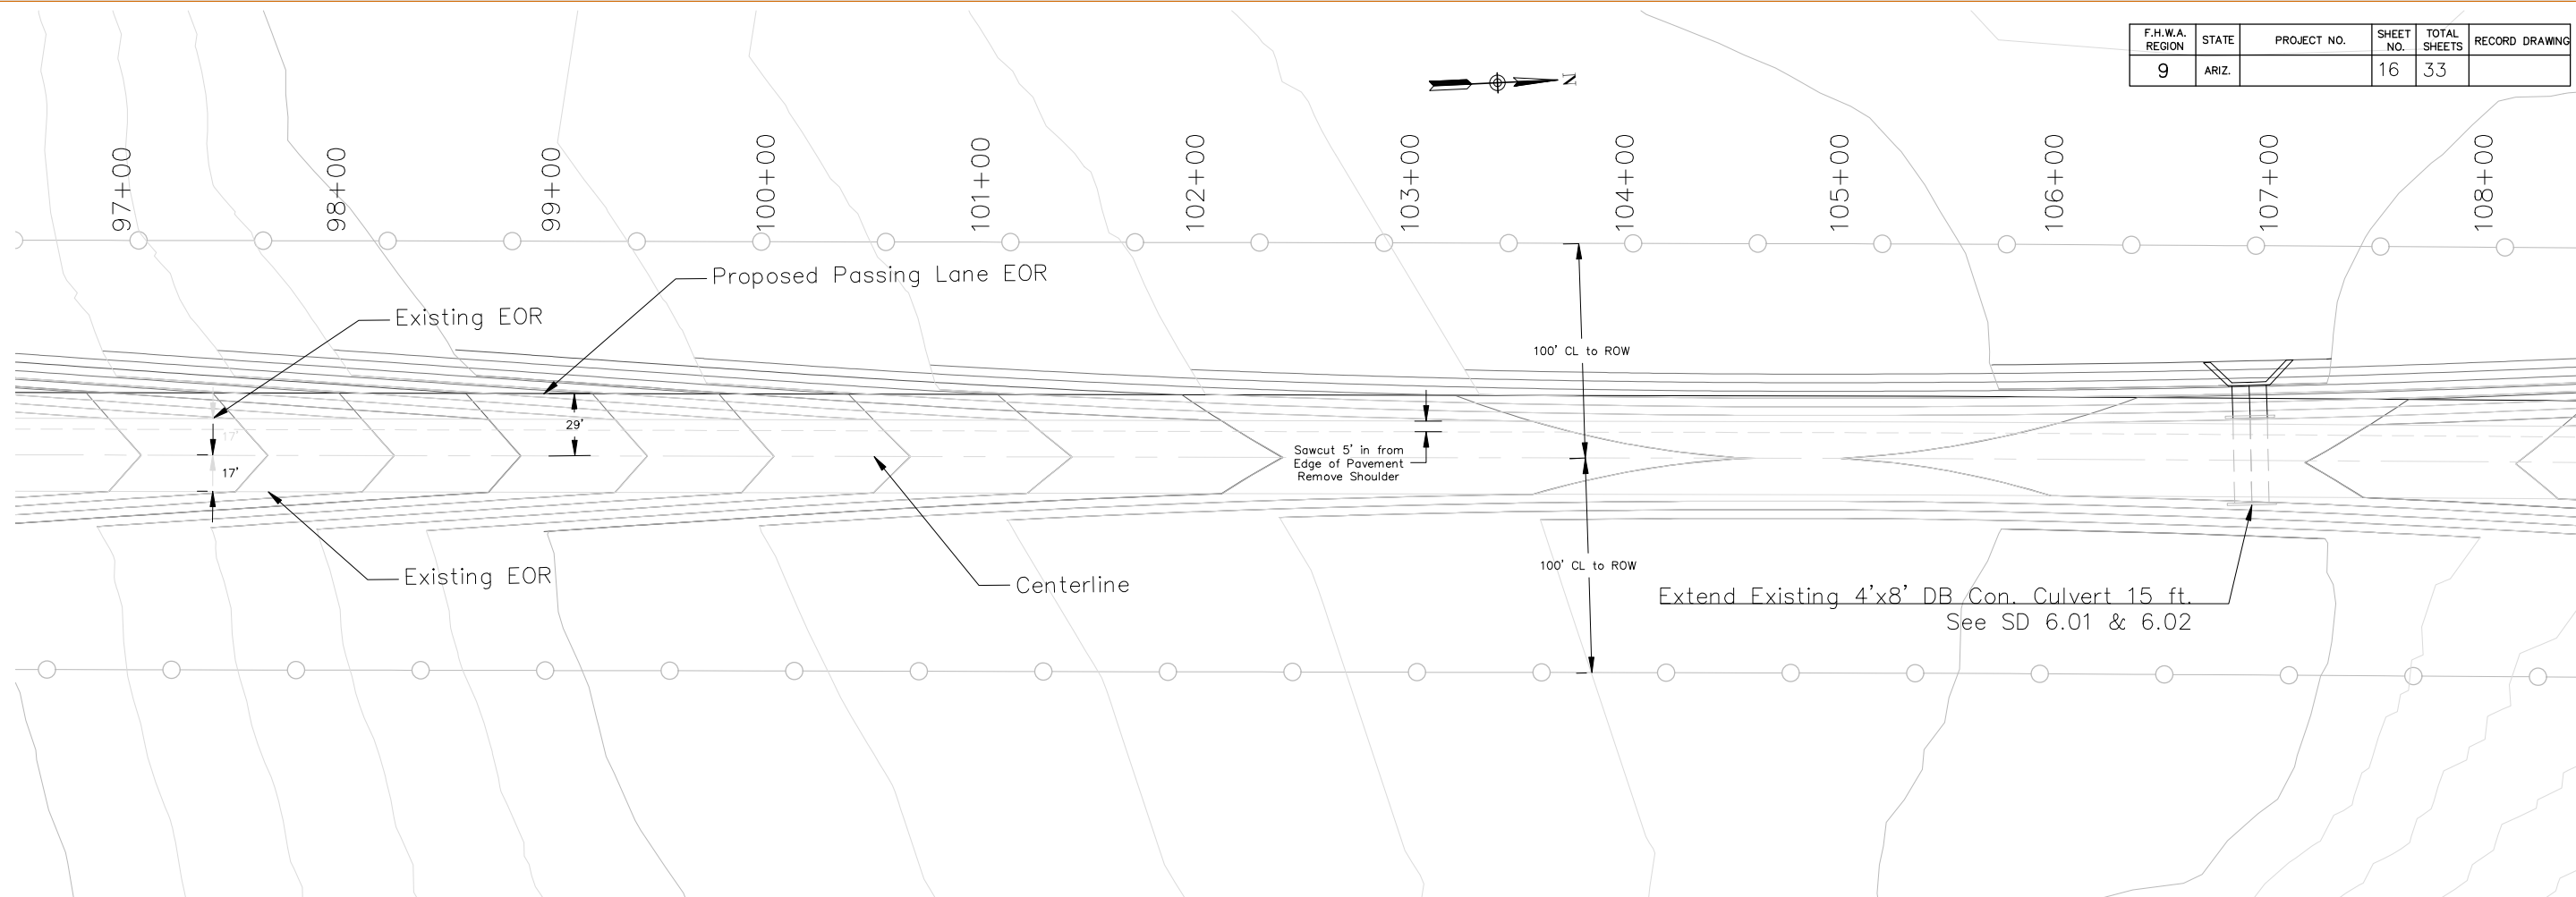 F.H.W.A. REGION
STATE
PROJECT NO.
SHEET NO.
TOTAL SHEETS
RECORD DRAWING
9
ARIZ.
16
33
N
97+00
98+00
99+00
100+00
101+00
102+00
103+00
104+00
105+00
106+00
107+00
108+00
Proposed Passing Lane EOR
Existing EOR
100' CL to ROW
29'
17'
17'
Sawcut 5' in from
Edge of Pavement
Remove Shoulder
Existing EOR
Centerline
100' CL to ROW
Extend Existing 4'x8' DB Con. Culvert 15 ft.
See SD 6.01 & 6.02